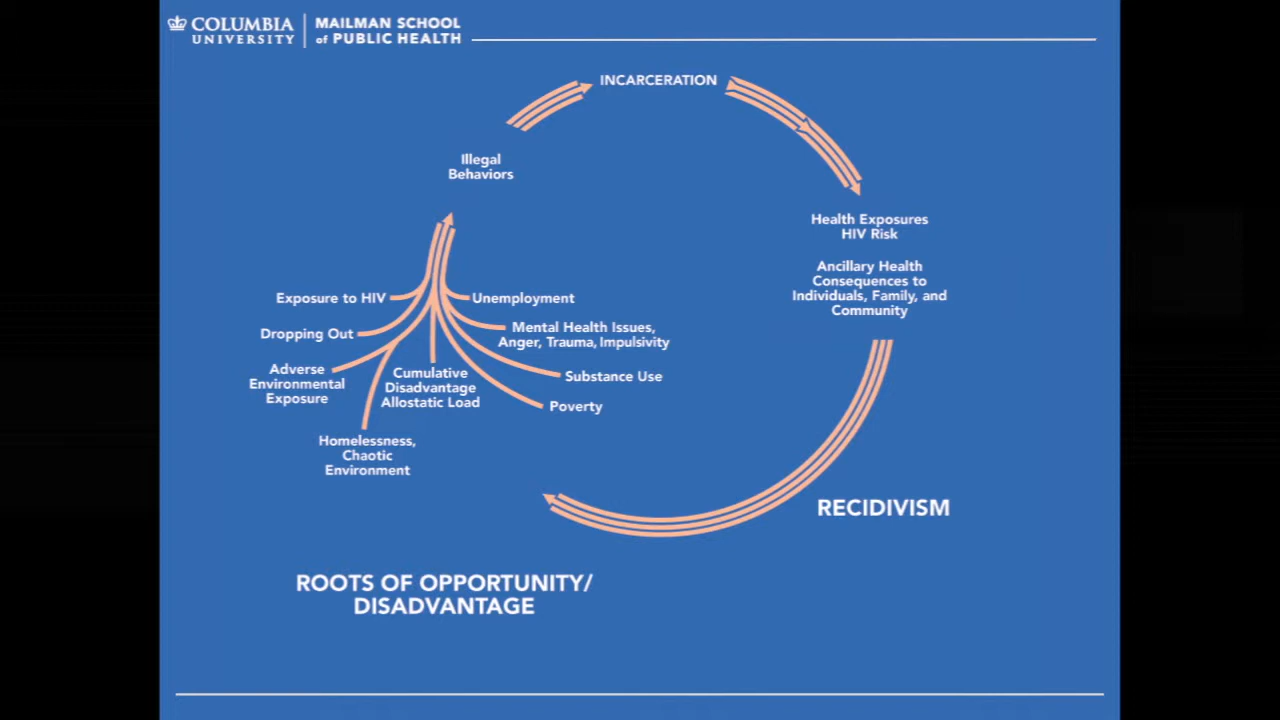 COLUMBIA
UNIVERSITY
MAILMAN SCHOOL
of PUBLIC HEALTH
INCARCERATION
Illegal
Behaviors
Health Exposures
HIV Risk
Ancillary Health
Consequences to
Individuals, Family, and
Community
Exposure to HIV
Unemployment
Dropping Out
Mental Health Issues,
Anger, Trauma, Impulsivity
Adverse
Environmental
Exposure
Cumulative
Disadvantage
Allostatic Load
Substance Use
Poverty
Homelessness,
Chaotic
Environment
RECIDIVISM
ROOTS OF OPPORTUNITY/
DISADVANTAGE